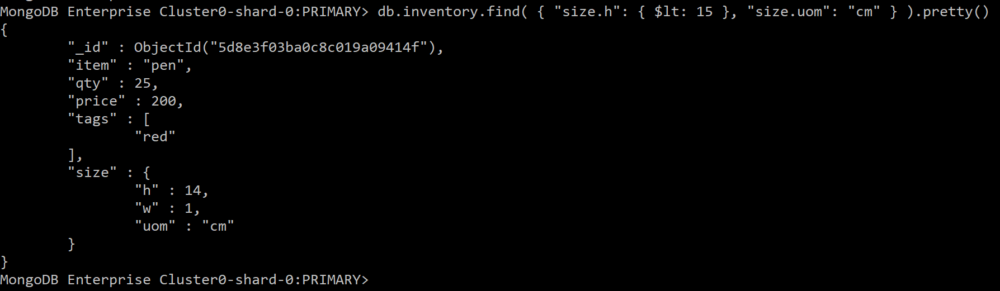 MongoDB Enterprise Cluster0-shard-0:PRIMARY> db.inventory.find( { "size.h": { $lt: 15 }, "size.uom": "cm" } ).pretty()
{
        "_id" : ObjectId("5d8e3f03ba0c8c019a09414f"),
        "item" : "pen",
        "qty" : 25,
        "price" : 200,
        "tags" : [
                "red"
        ],
        "size" : {
                "h" : 14,
                "w" : 1,
                "uom" : "cm"
        }
}
MongoDB Enterprise Cluster0-shard-0:PRIMARY>